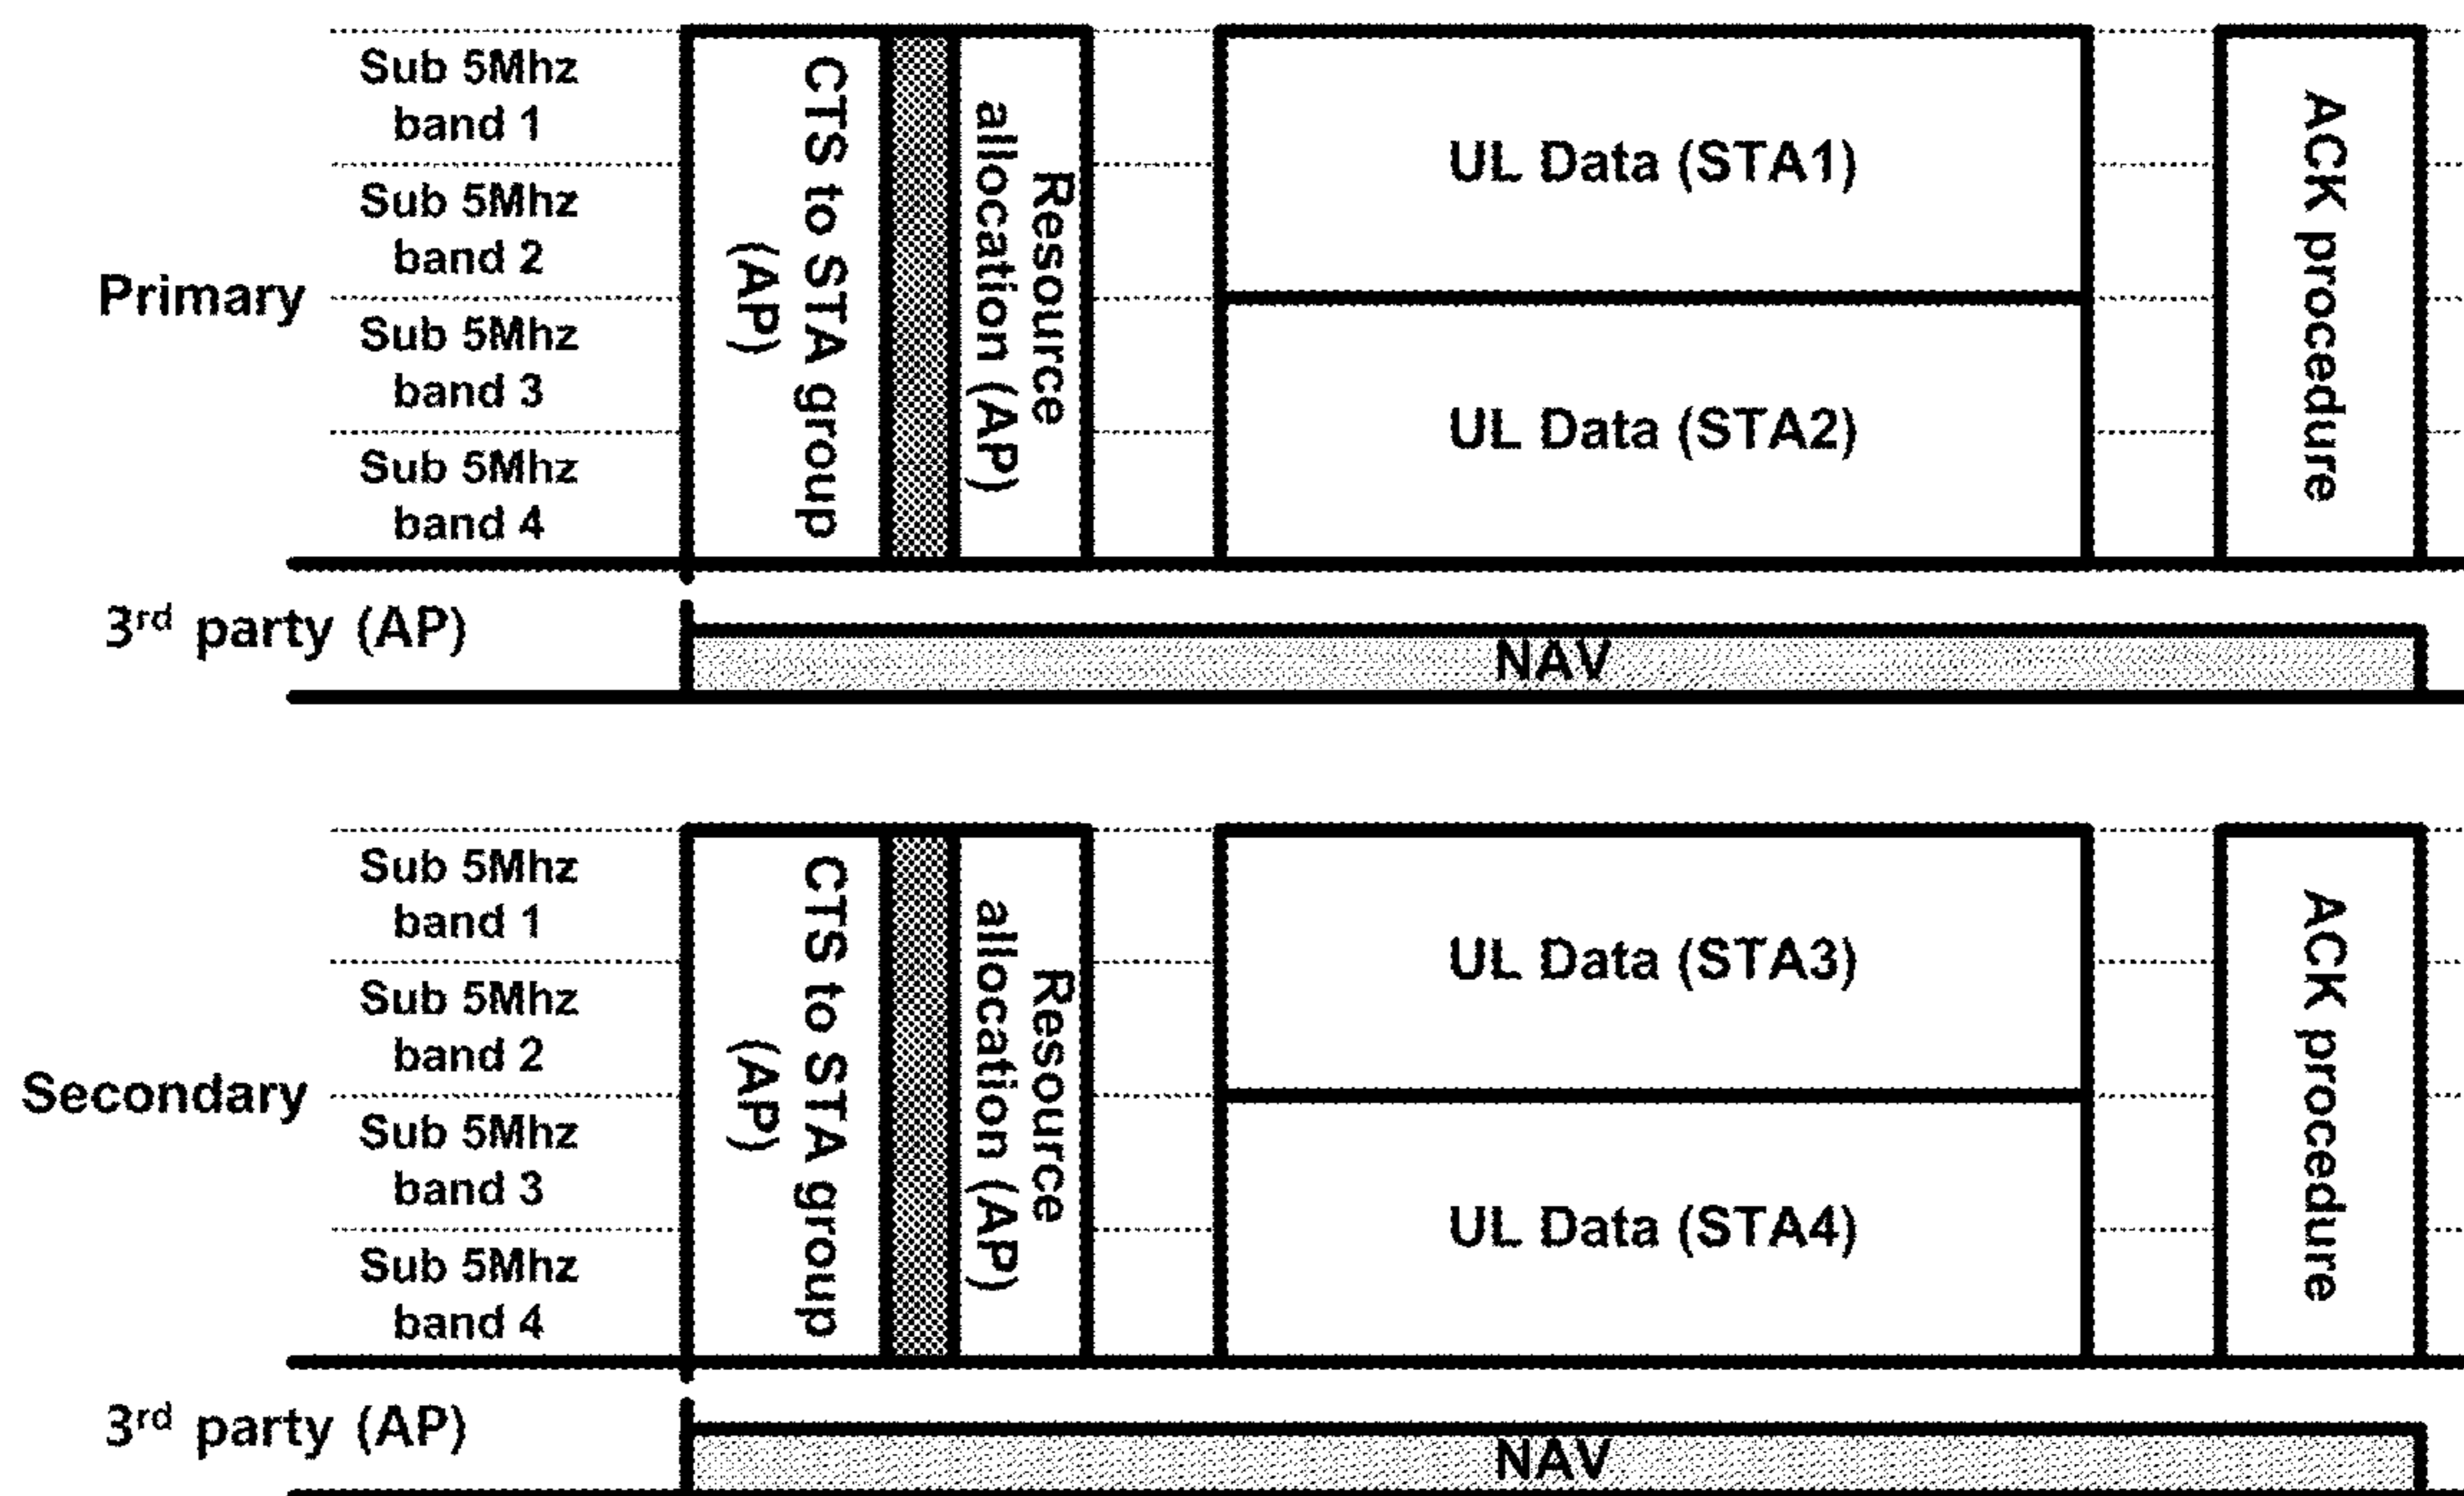 Primary
Sub 5Mhz
band 1
Sub 5Mhz
band 2
Sub 5Mhz
band 3
Sub 5Mhz
band 4
CTS to STA group
(AP)
Resource
allocation (AP)
UL Data (STA1)
UL Data (STA2)
ACK procedure
3rd party (AP)
NAV
Secondary
Sub 5Mhz
band 1
Sub 5Mhz
band 2
Sub 5Mhz
band 3
Sub 5Mhz
band 4
CTS to STA group
(AP)
Resource
allocation (AP)
UL Data (STA3)
UL Data (STA4)
ACK procedure
3rd party (AP)
NAV